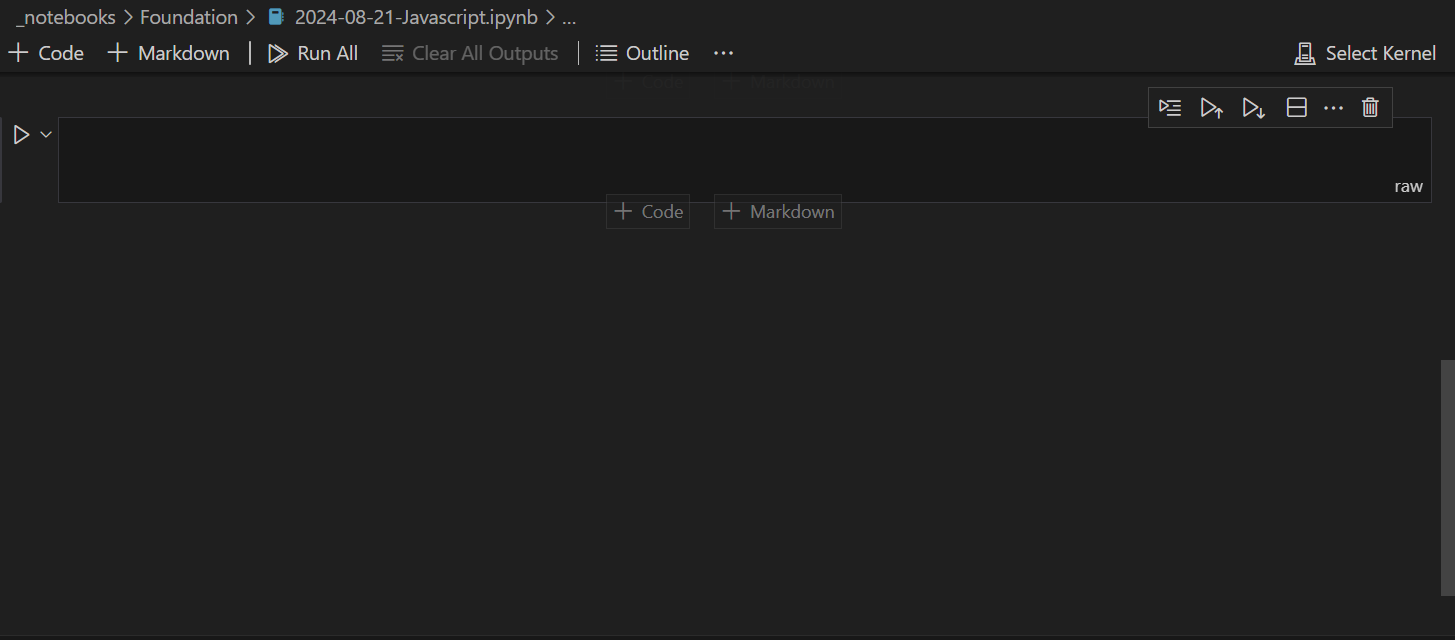 _notebooks > Foundation > 2024-08-21-Javascript.ipynb > ...
+ Code + Markdown | Run All Clear All Outputs | Outline ... Select Kernel
+ Code + Markdown
raw
+ Code + Markdown